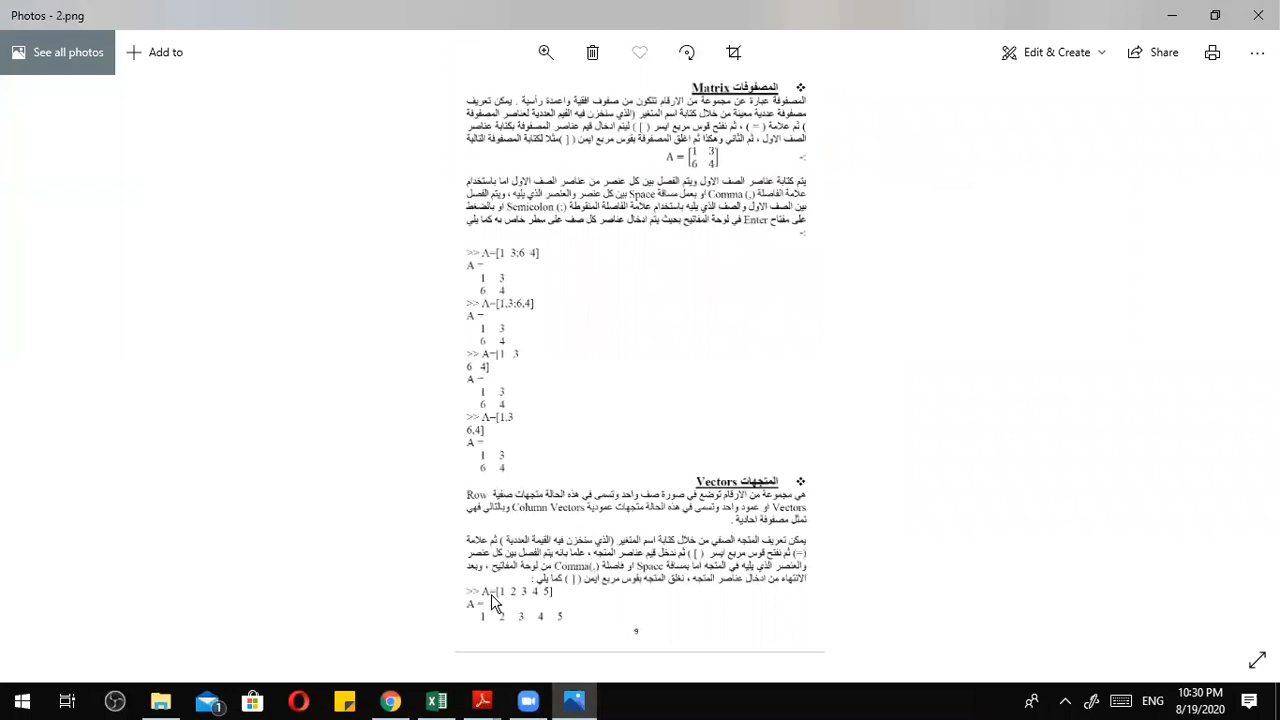 Photos - 2.png
See all photos
Add to
Edit & Create
Share
❖ المصفوفات Matrix
المصفوفة عبارة عن مجموعة من الارقام تتكون من صفوف افقية واعمدة رأسية . يمكن تعريف
مصفوفة عددية معينة من خلال كتابة اسم المتغير (الذي سنخزن فيه القيم العددية لعناصر المصفوفة
) ثم علامة ( = ) ، ثم نفتح قوس مربع ايسر ( [ ) ليتم ادخال قيم عناصر المصفوفة بكتابة عناصر
الصف الاول ، ثم الثاني وهكذا ثم اغلق المصفوفة بقوس مربع ايمن ( ] )مثلا لكتابة المصفوفة التالية
:-
A = [1 3
6 4]
يتم كتابة عناصر الصف الاول ويتم الفصل بين كل عنصر من عناصر الصف الاول اما باستخدام
علامة الفاصلة Comma (,) او بعمل مسافة Space بين كل عنصر والعنصر الذي يليه ، ويتم الفصل
بين الصف الاول والصف الذي يليه باستخدام علامة الفاصلة المنقوطة Semicolon (;) او بالضغط
على مفتاح Enter في لوحة المفاتيح بحيث يتم ادخال عناصر كل صف على سطر خاص به كما يلي
:-
>> A=[1 3;6 4]
A =
1 3
6 4
>> A=[1,3;6,4]
A =
1 3
6 4
>> A=[1 3
6 4]
A =
1 3
6 4
>> A=[1,3
6,4]
A =
1 3
6 4
❖ المتجهات Vectors
هي مجموعة من الارقام توضع في صورة صف واحد وتسمى في هذه الحالة متجهات صفية Row
Vectors او عمود واحد وتسمى في هذه الحالة متجهات عمودية Column Vectors وبالتالي فهي
تمثل مصفوفة احادية .
يمكن تعريف المتجه الصفي من خلال كتابة اسم المتغير (الذي سنخزن فيه القيمة العددية ) ثم علامة
(=) ثم نفتح قوس مربع ايسر ( [ ) ثم ندخل قيم عناصر المتجه ، علما بانه يتم الفصل بين كل عنصر
والعنصر الذي يليه في المتجه اما بمسافة Space او فاصلة Comma(,) من لوحة المفاتيح ، وبعد
الانتهاء من ادخال عناصر المتجه ، نغلق المتجه بقوس مربع ايمن ( ] ) كما يلي :
>> A=[1 2 3 4 5]
A =
1 2 3 4 5
9
ENG
10:30 PM
8/19/2020
1